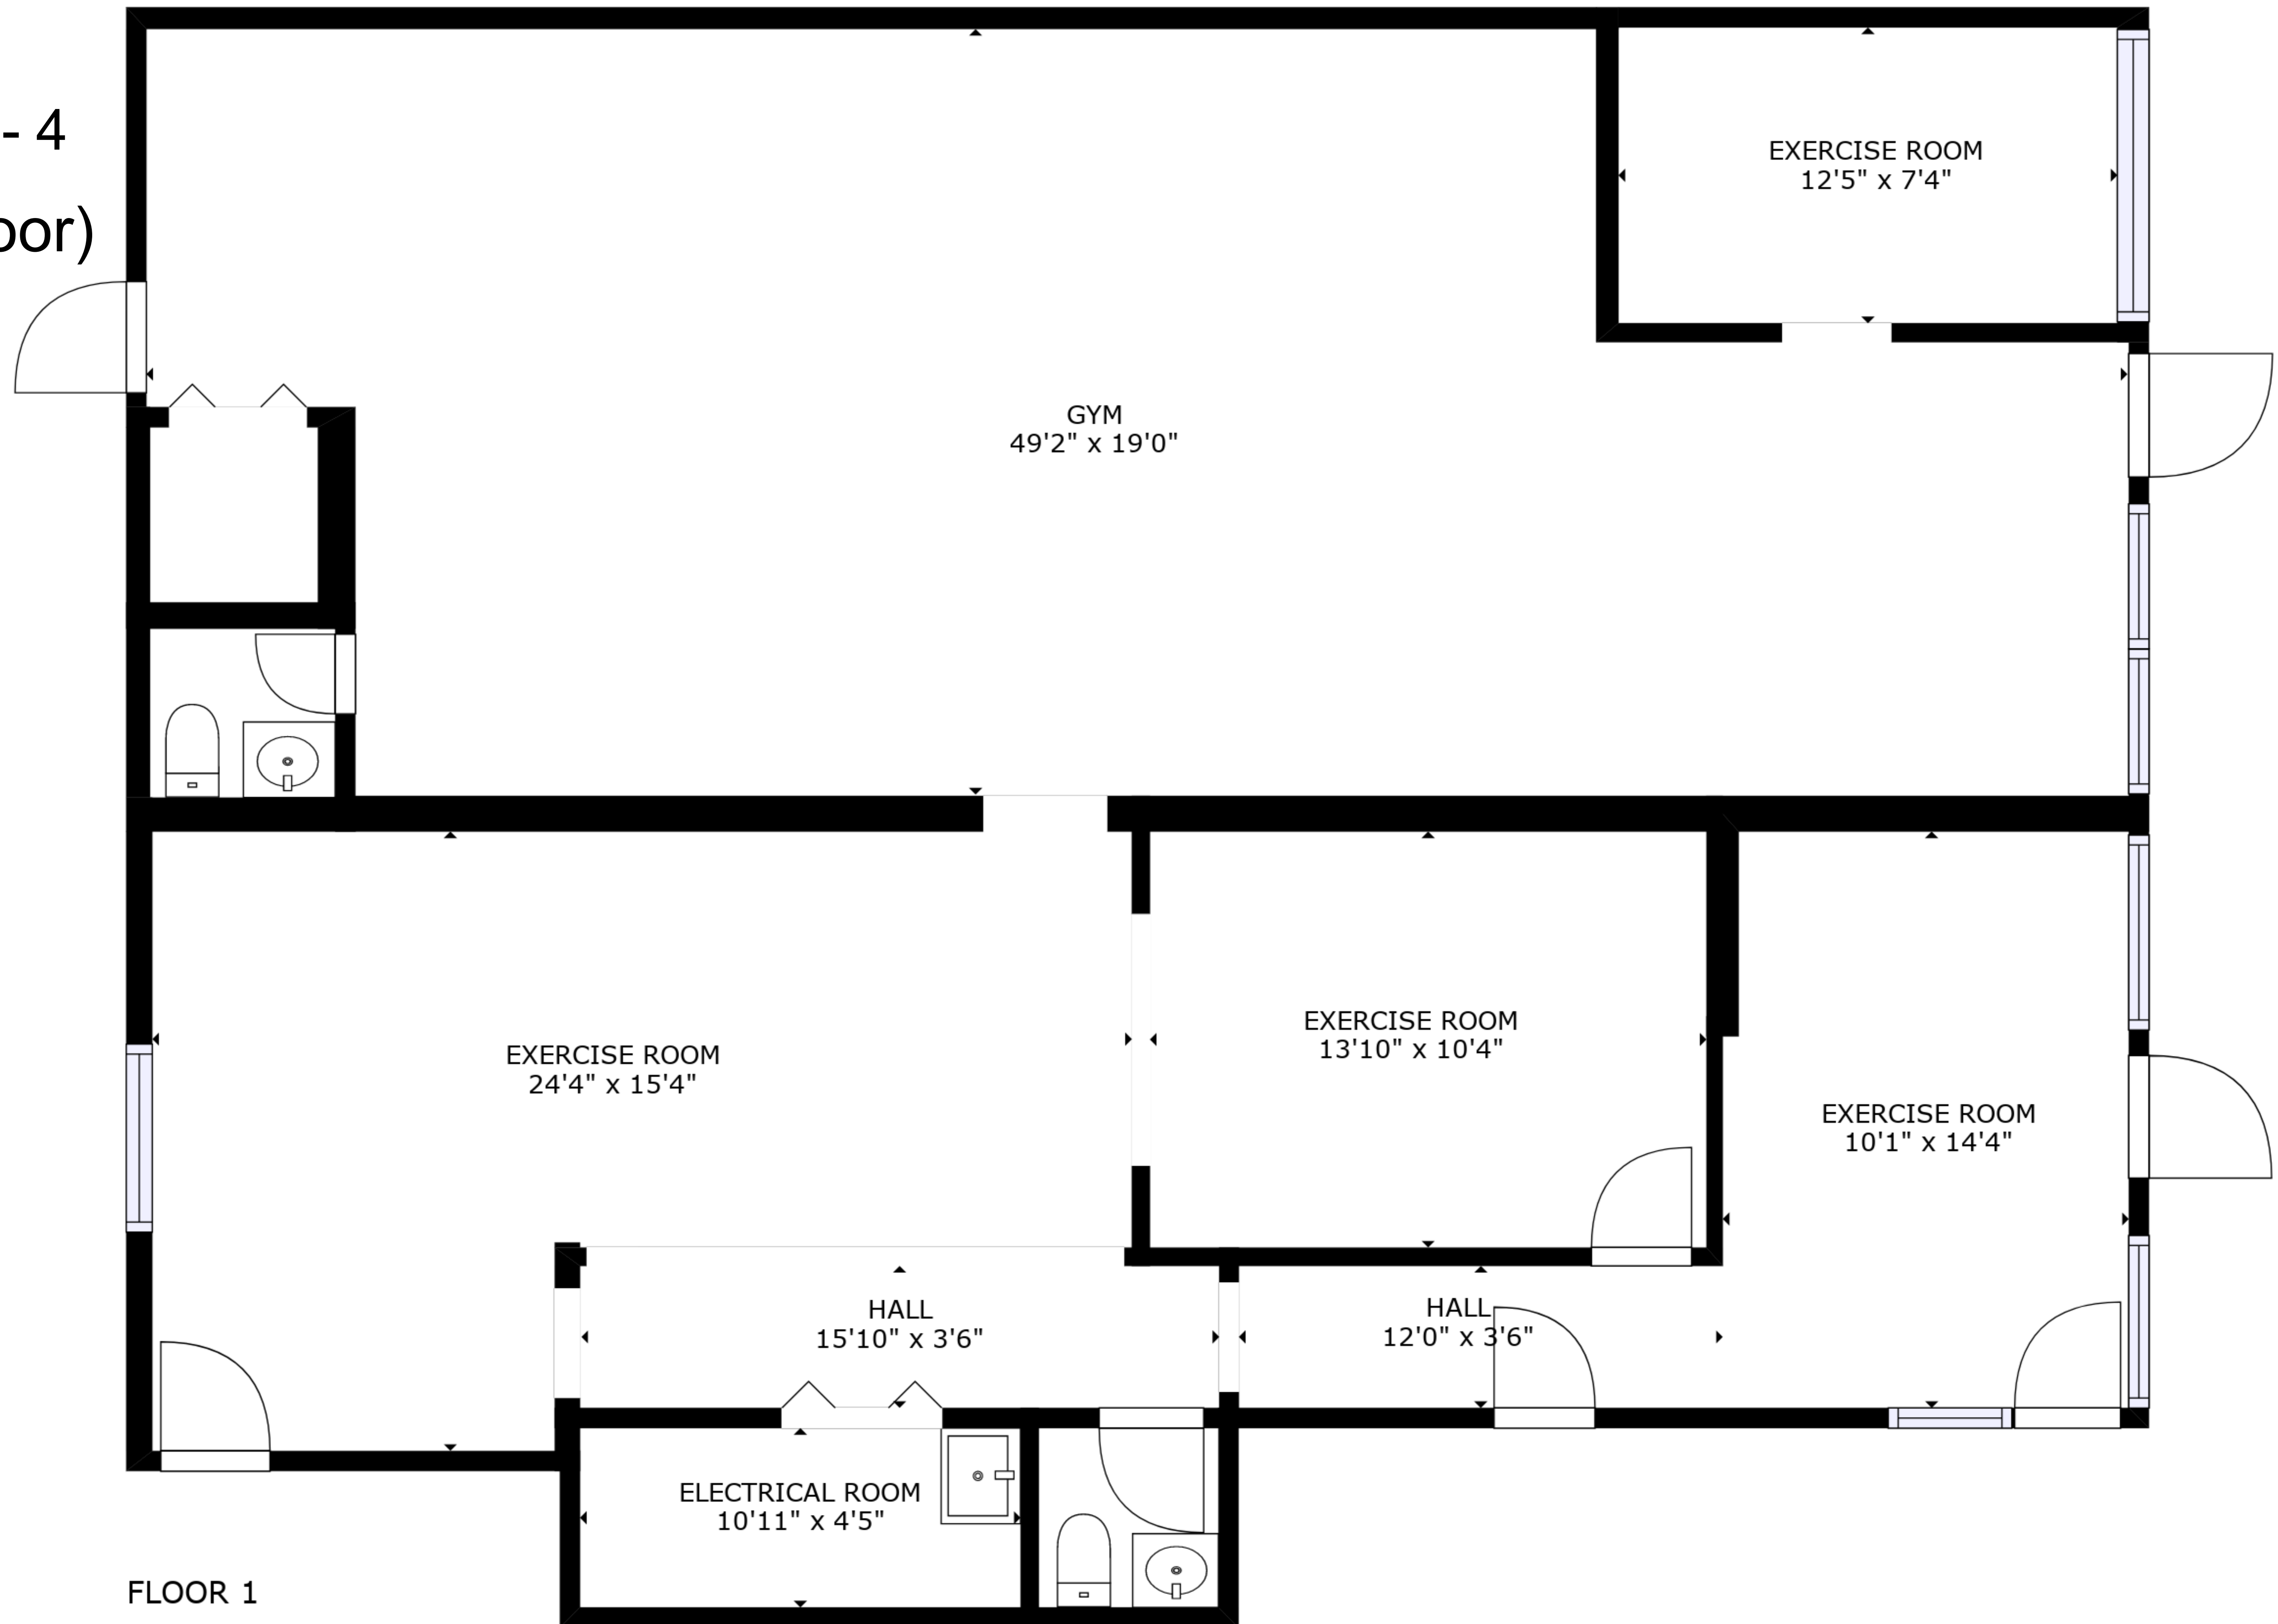 - 4
oor)
EXERCISE ROOM
12'5" x 7'4"
GYM
49'2" x 19'0"
EXERCISE ROOM
24'4" x 15'4"
EXERCISE ROOM
13'10" x 10'4"
EXERCISE ROOM
10'1" x 14'4"
HALL
15'10" x 3'6"
HALL
12'0" x 3'6"
ELECTRICAL ROOM
10'11" x 4'5"
FLOOR 1